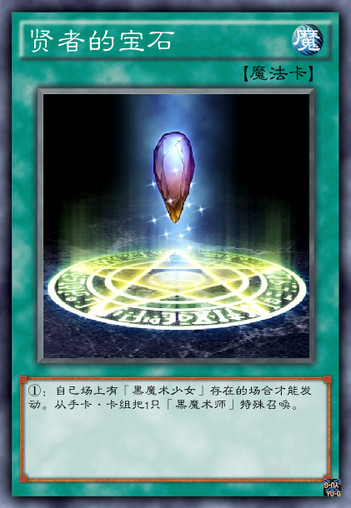 贤者的宝石
魔
【魔法卡】
①：自己场上有「黑魔术少女」存在的场合才能发
动。从手卡·卡组把1只「黑魔术师」特殊召唤。
YU-G